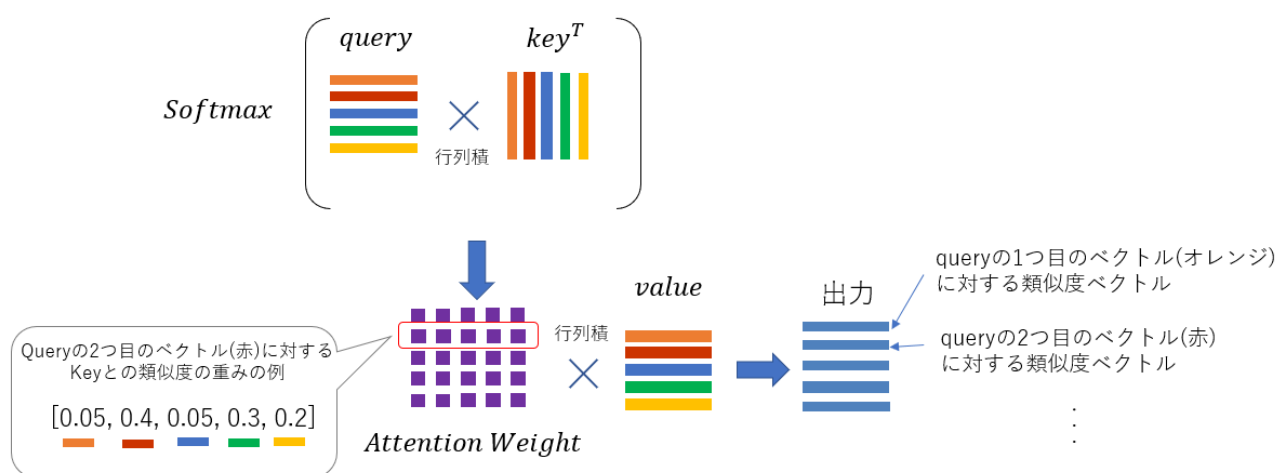 query
key^T
Softmax
×
行列積
queryの1つ目のベクトル(オレンジ)
に対する類似度ベクトル
value
出力
行列積
×
queryの2つ目のベクトル(赤)
に対する類似度ベクトル
Queryの2つ目のベクトル(赤)に対する
Keyとの類似度の重みの例
[0.05, 0.4, 0.05, 0.3, 0.2]
Attention Weight